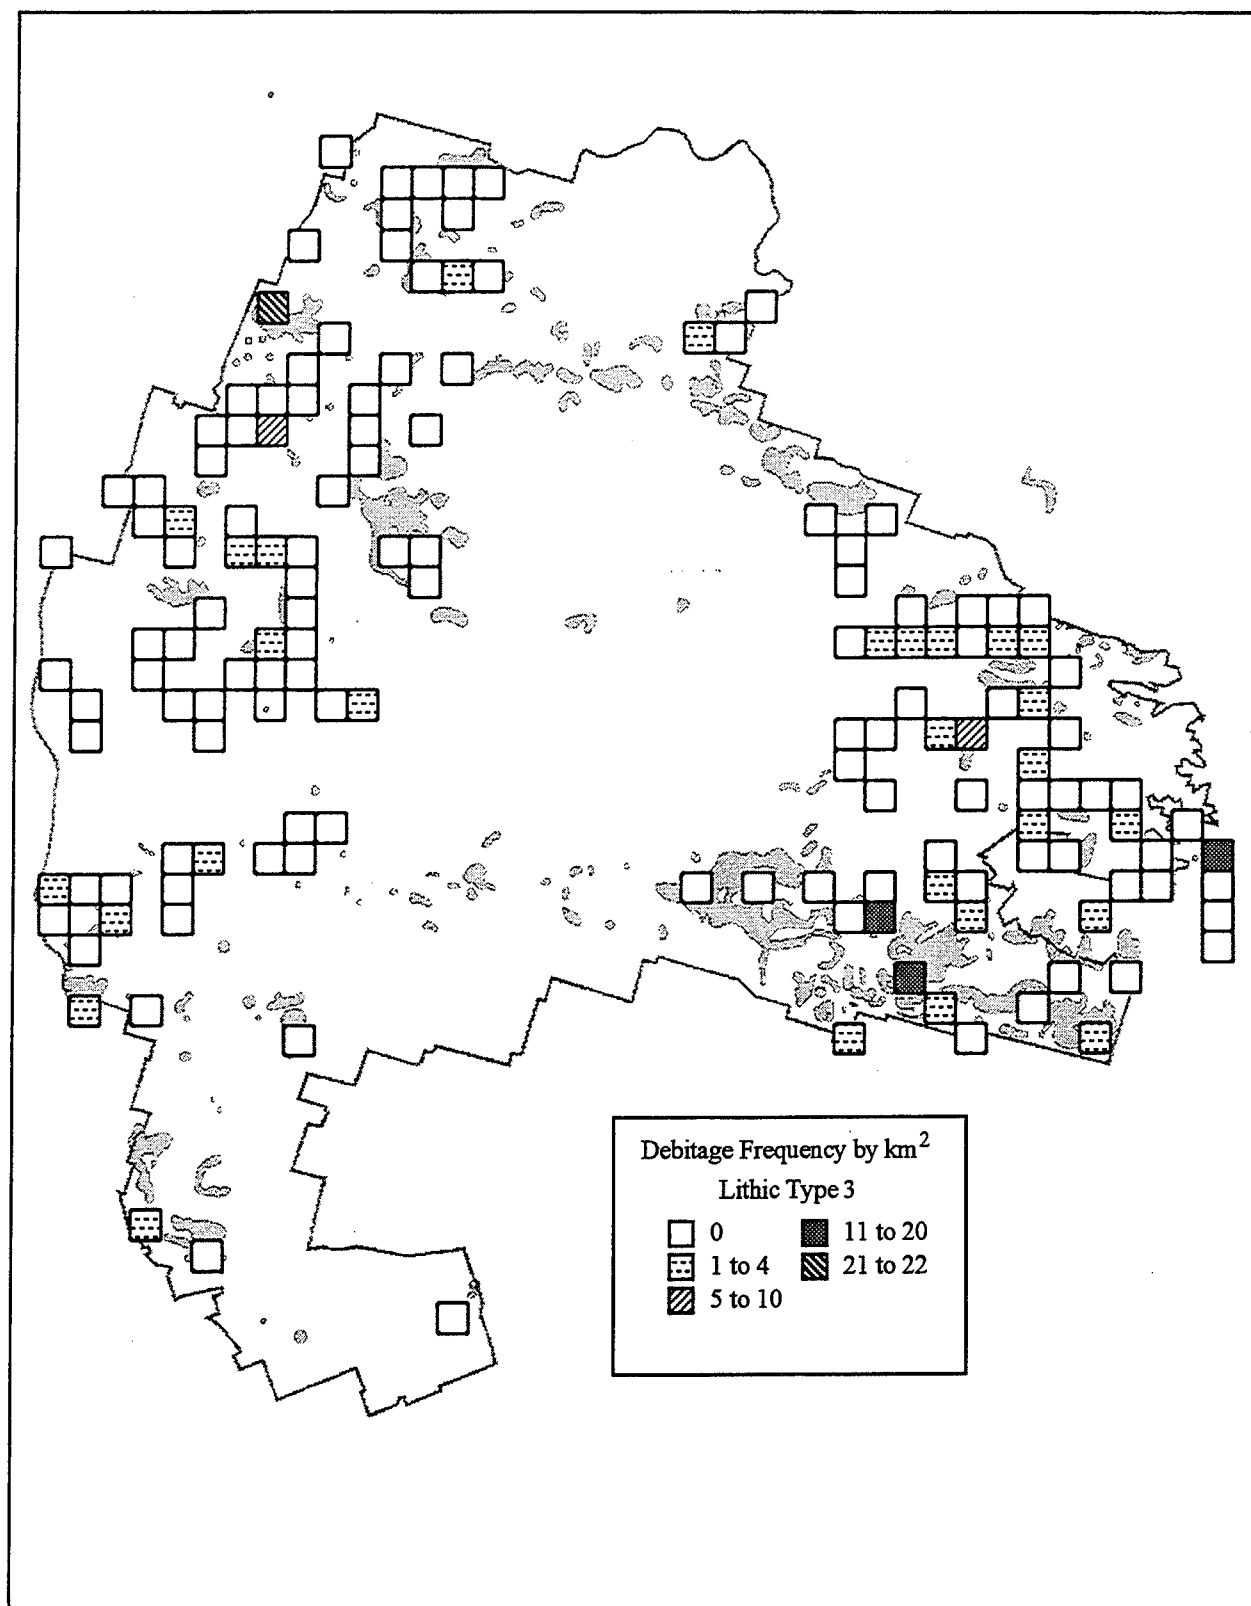 Debitage Frequency by km²
Lithic Type 3
0
11 to 20
1 to 4
21 to 22
5 to 10